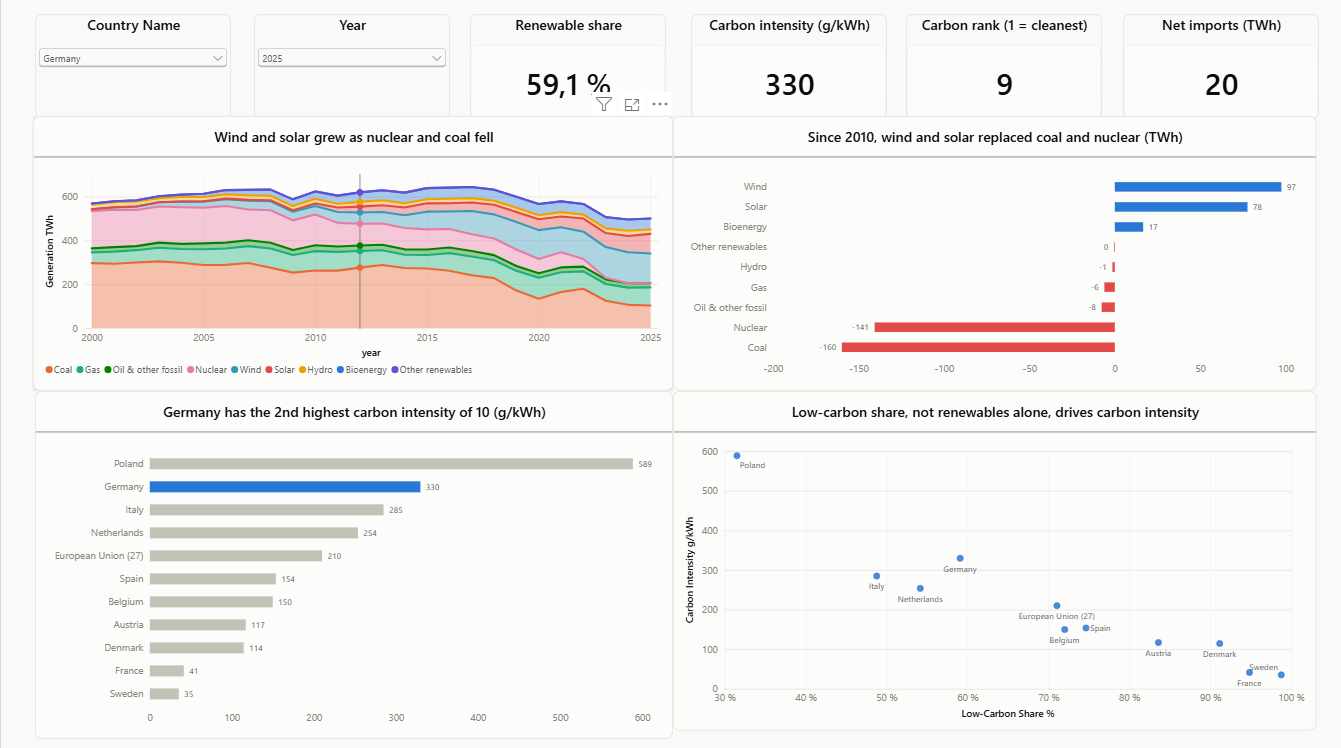 Country Name
Germany
Year
2025
Renewable share
59,1 %
Carbon intensity (g/kWh)
330
Carbon rank (1 = cleanest)
9
Net imports (TWh)
20
Wind and solar grew as nuclear and coal fell
Generation TWh
600
400
200
0
2000 2005 2010 2015 2020 2025
year
Coal Gas Oil & other fossil Nuclear Wind Solar Hydro Bioenergy Other renewables
Since 2010, wind and solar replaced coal and nuclear (TWh)
Wind 97
Solar 78
Bioenergy 17
Other renewables 0
Hydro -1
Gas -6
Oil & other fossil -8
Nuclear -141
Coal -160
-200 -150 -100 -50 0 50 100
Germany has the 2nd highest carbon intensity of 10 (g/kWh)
Poland 589
Germany 330
Italy 285
Netherlands 254
European Union (27) 210
Spain 154
Belgium 150
Austria 117
Denmark 114
France 41
Sweden 35
0 100 200 300 400 500 600
Low-carbon share, not renewables alone, drives carbon intensity
Carbon Intensity g/kWh
600
500
400
300
200
100
0
Poland
Germany
Italy
Netherlands
European Union (27)
Spain
Belgium
Austria
Denmark
Sweden
France
30 % 40 % 50 % 60 % 70 % 80 % 90 % 100 %
Low-Carbon Share %